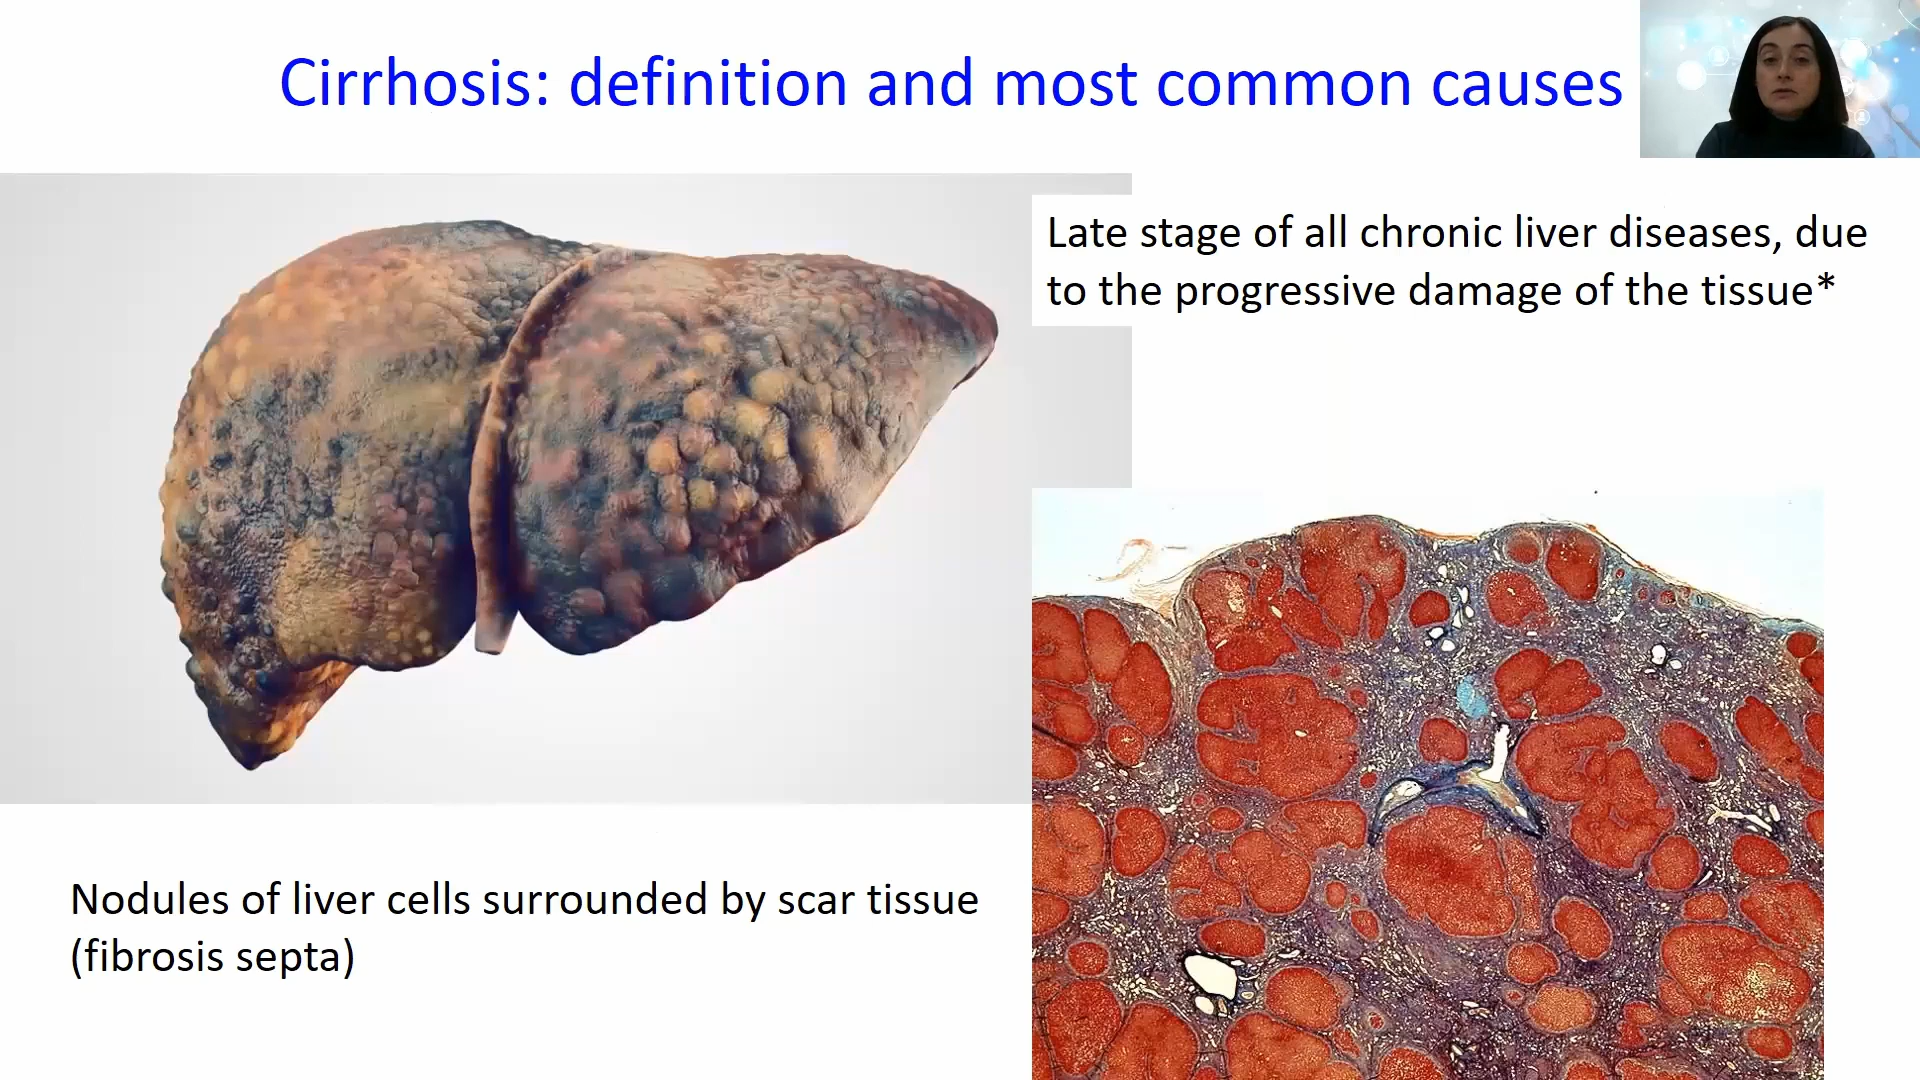 Cirrhosis: definition and most common causes
Late stage of all chronic liver diseases, due
to the progressive damage of the tissue*
Nodules of liver cells surrounded by scar tissue
(fibrosis septa)